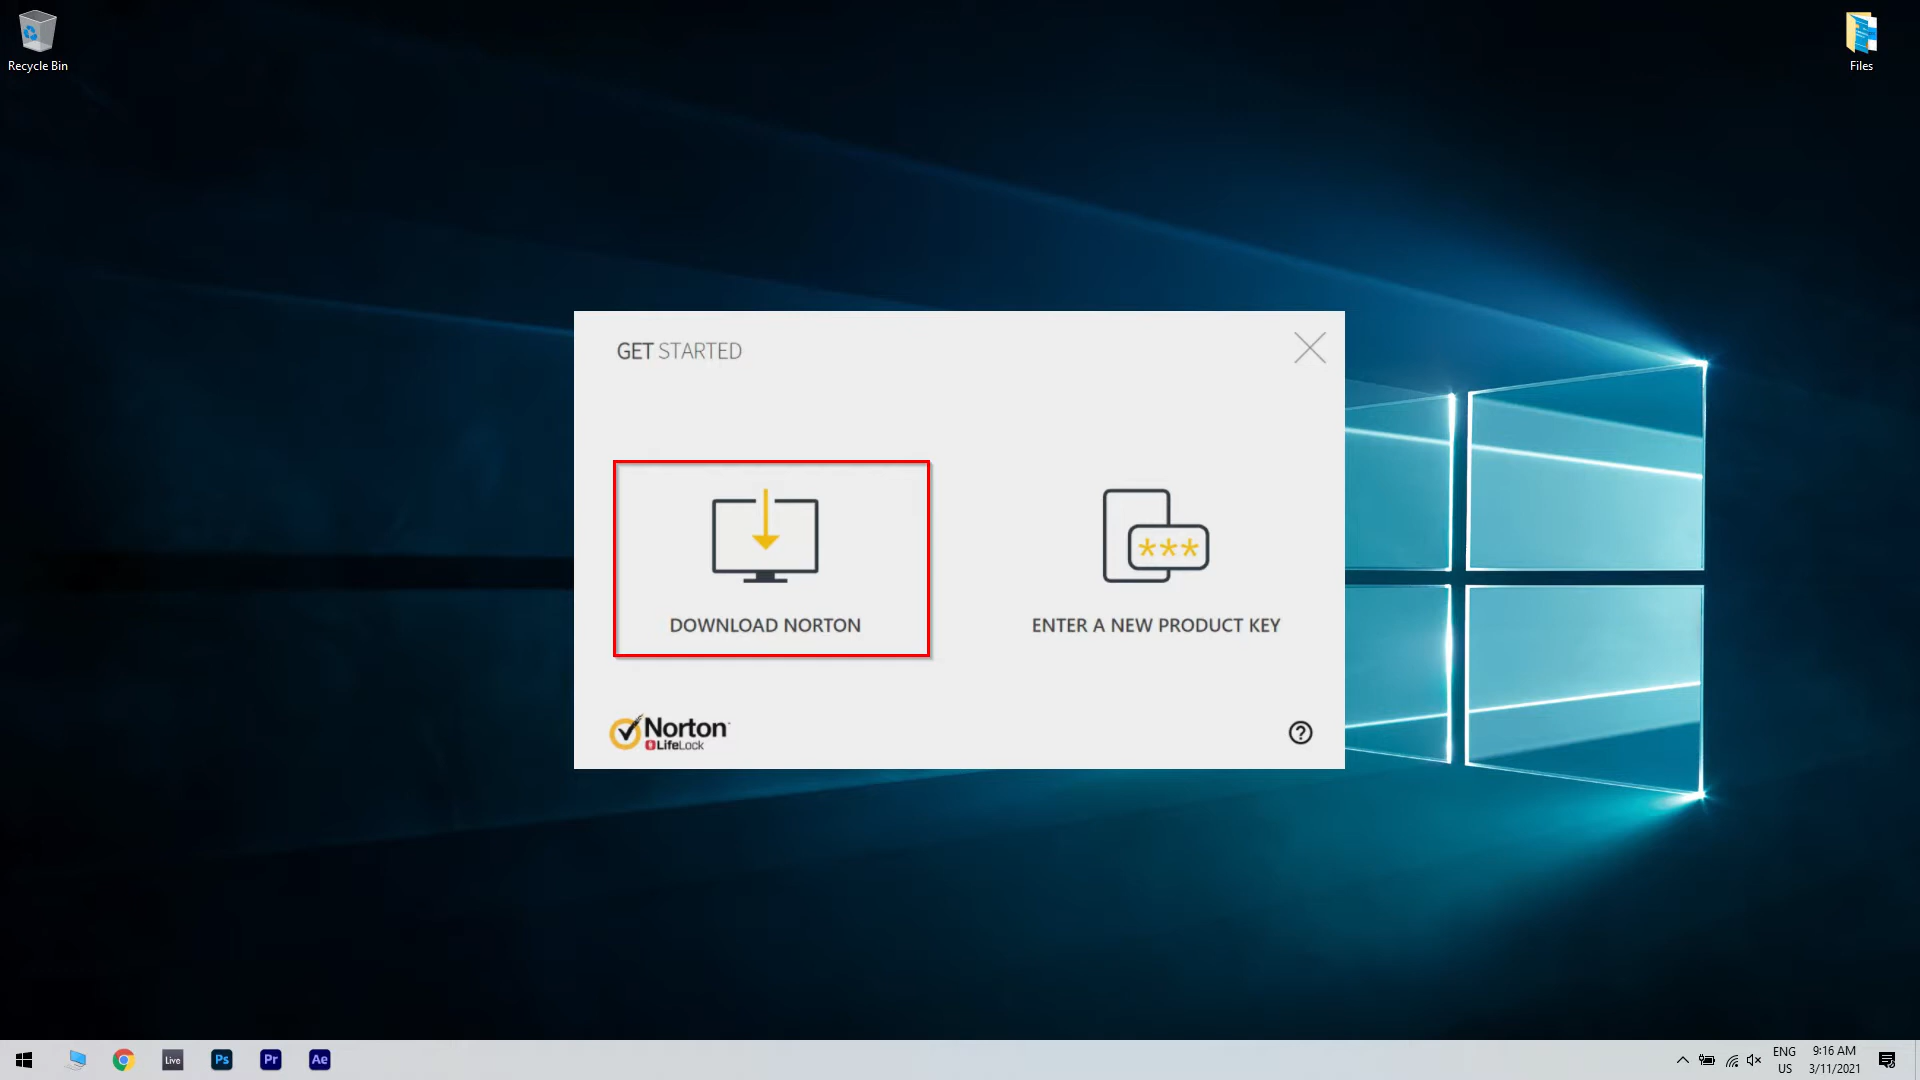 Recycle Bin
Files
GET STARTED
DOWNLOAD NORTON
***
ENTER A NEW PRODUCT KEY
Norton
LifeLock
?
Live
Ps
Pr
Ae
ENG
US
9:16 AM
3/11/2021